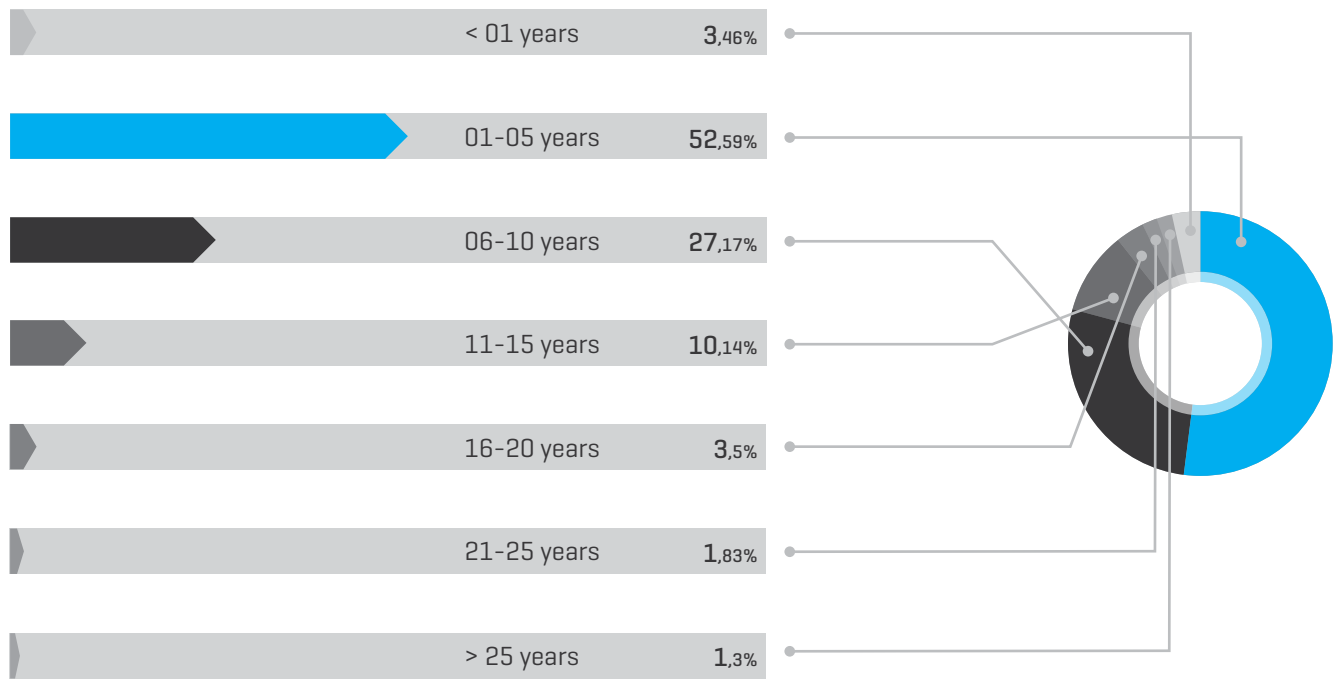 < 01 years 3,46%
01-05 years 52,59%
06-10 years 27,17%
11-15 years 10,14%
16-20 years 3,5%
21-25 years 1,83%
> 25 years 1,3%